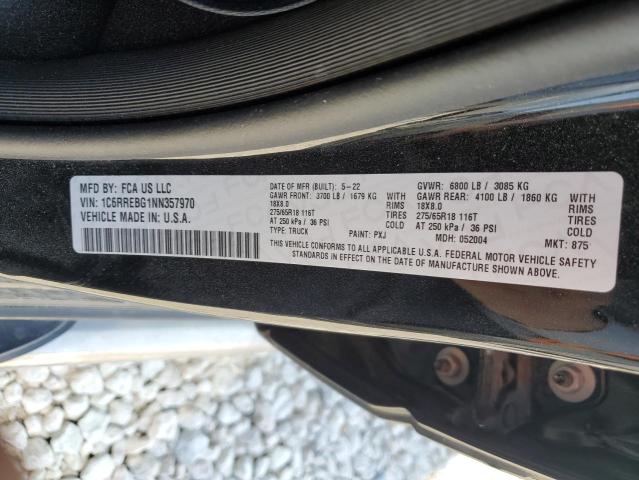 MFD BY: FCA US LLC
VIN: 1C6RREBG1NN357970
VEHICLE MADE IN: U.S.A.
DATE OF MFR (BUILT): 5-22
GAWR FRONT: 3700 LB / 1679 KG WITH
18X8.0 RIMS
275/65R18 116T TIRES
AT 250 kPa / 36 PSI COLD
TYPE: TRUCK PAINT: PXJ
GVWR: 6800 LB / 3085 KG
GAWR REAR: 4100 LB / 1860 KG WITH
18X8.0 RIMS
275/65R18 116T TIRES
AT 250 kPa / 36 PSI COLD
MDH: 052004 MKT: 875
THIS VEHICLE CONFORMS TO ALL APPLICABLE U.S.A. FEDERAL MOTOR VEHICLE SAFETY
STANDARDS IN EFFECT ON THE DATE OF MANUFACTURE SHOWN ABOVE.